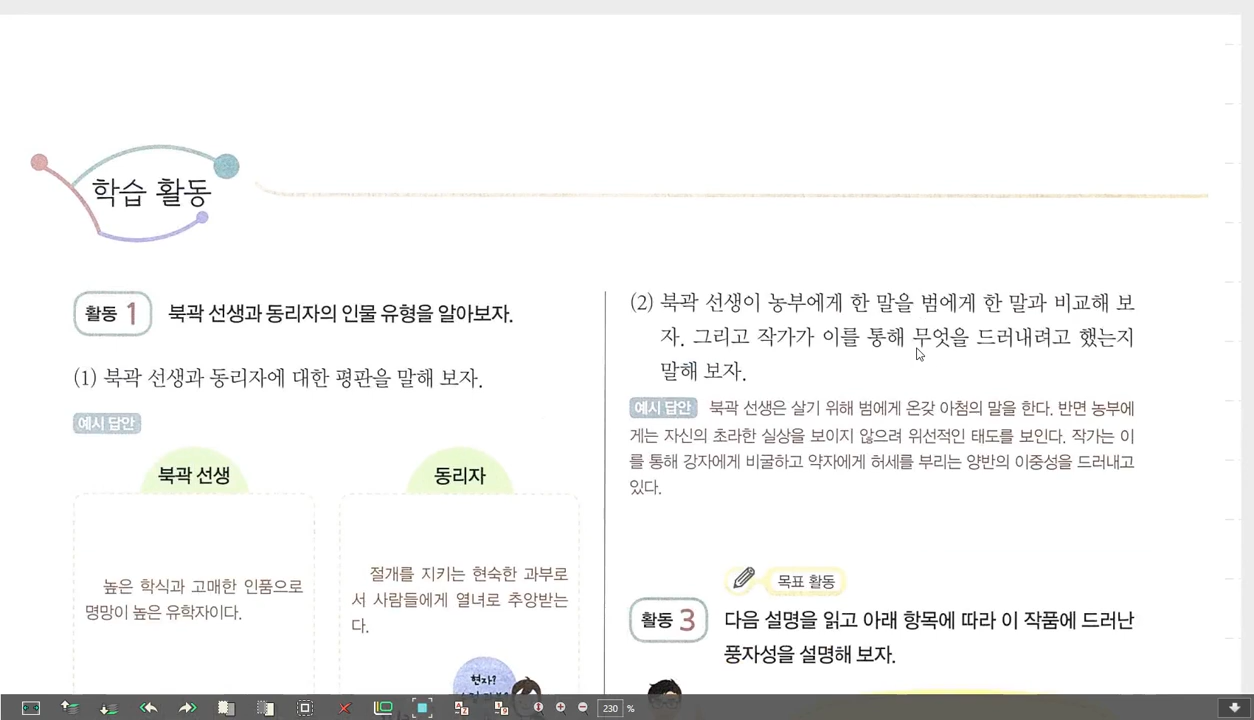 학습 활동
활동 1 북곽 선생과 동리자의 인물 유형을 알아보자.
(1) 북곽 선생과 동리자에 대한 평판을 말해 보자.
예시 답안
북곽 선생
높은 학식과 고매한 인품으로
명망이 높은 유학자이다.
동리자
절개를 지키는 현숙한 과부로
서 사람들에게 열녀로 추앙받는
다.
현자?
(2) 북곽 선생이 농부에게 한 말을 범에게 한 말과 비교해 보
자. 그리고 작가가 이를 통해 무엇을 드러내려고 했는지
말해 보자.
예시 답안 북곽 선생은 살기 위해 범에게 온갖 아첨의 말을 한다. 반면 농부에
게는 자신의 초라한 실상을 보이지 않으려 위선적인 태도를 보인다. 작가는 이
를 통해 강자에게 비굴하고 약자에게 허세를 부리는 양반의 이중성을 드러내고
있다.
목표 활동
활동 3 다음 설명을 읽고 아래 항목에 따라 이 작품에 드러난
풍자성을 설명해 보자.
230 %